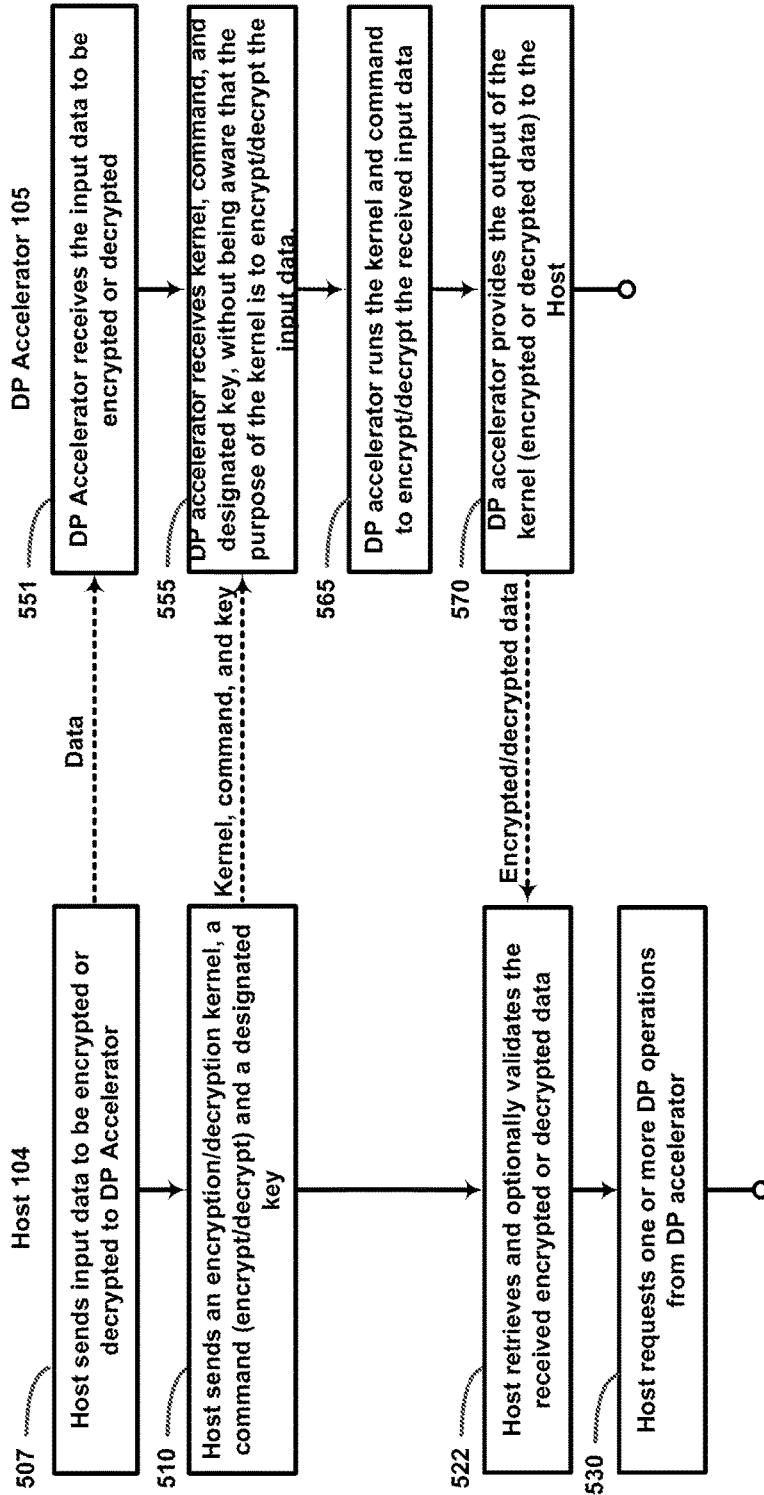 Host 104
507
Host sends input data to be encrypted or
decrypted to DP Accelerator
510
Host sends an encryption/decryption kernel, a
command (encrypt/decrypt) and a designated
key
522
Host retrieves and optionally validates the
received encrypted or decrypted data
530
Host requests one or more DP operations
from DP accelerator
Data
Kernel, command, and key
Encrypted/decrypted data
DP Accelerator 105
551
DP Accelerator receives the input data to be
encrypted or decrypted
555
DP accelerator receives kernel, command, and
designated key, without being aware that the
purpose of the kernel is to encrypt/decrypt the
input data.
565
DP accelerator runs the kernel and command
to encrypt/decrypt the received input data
570
DP accelerator provides the output of the
kernel (encrypted or decrypted data) to the
Host